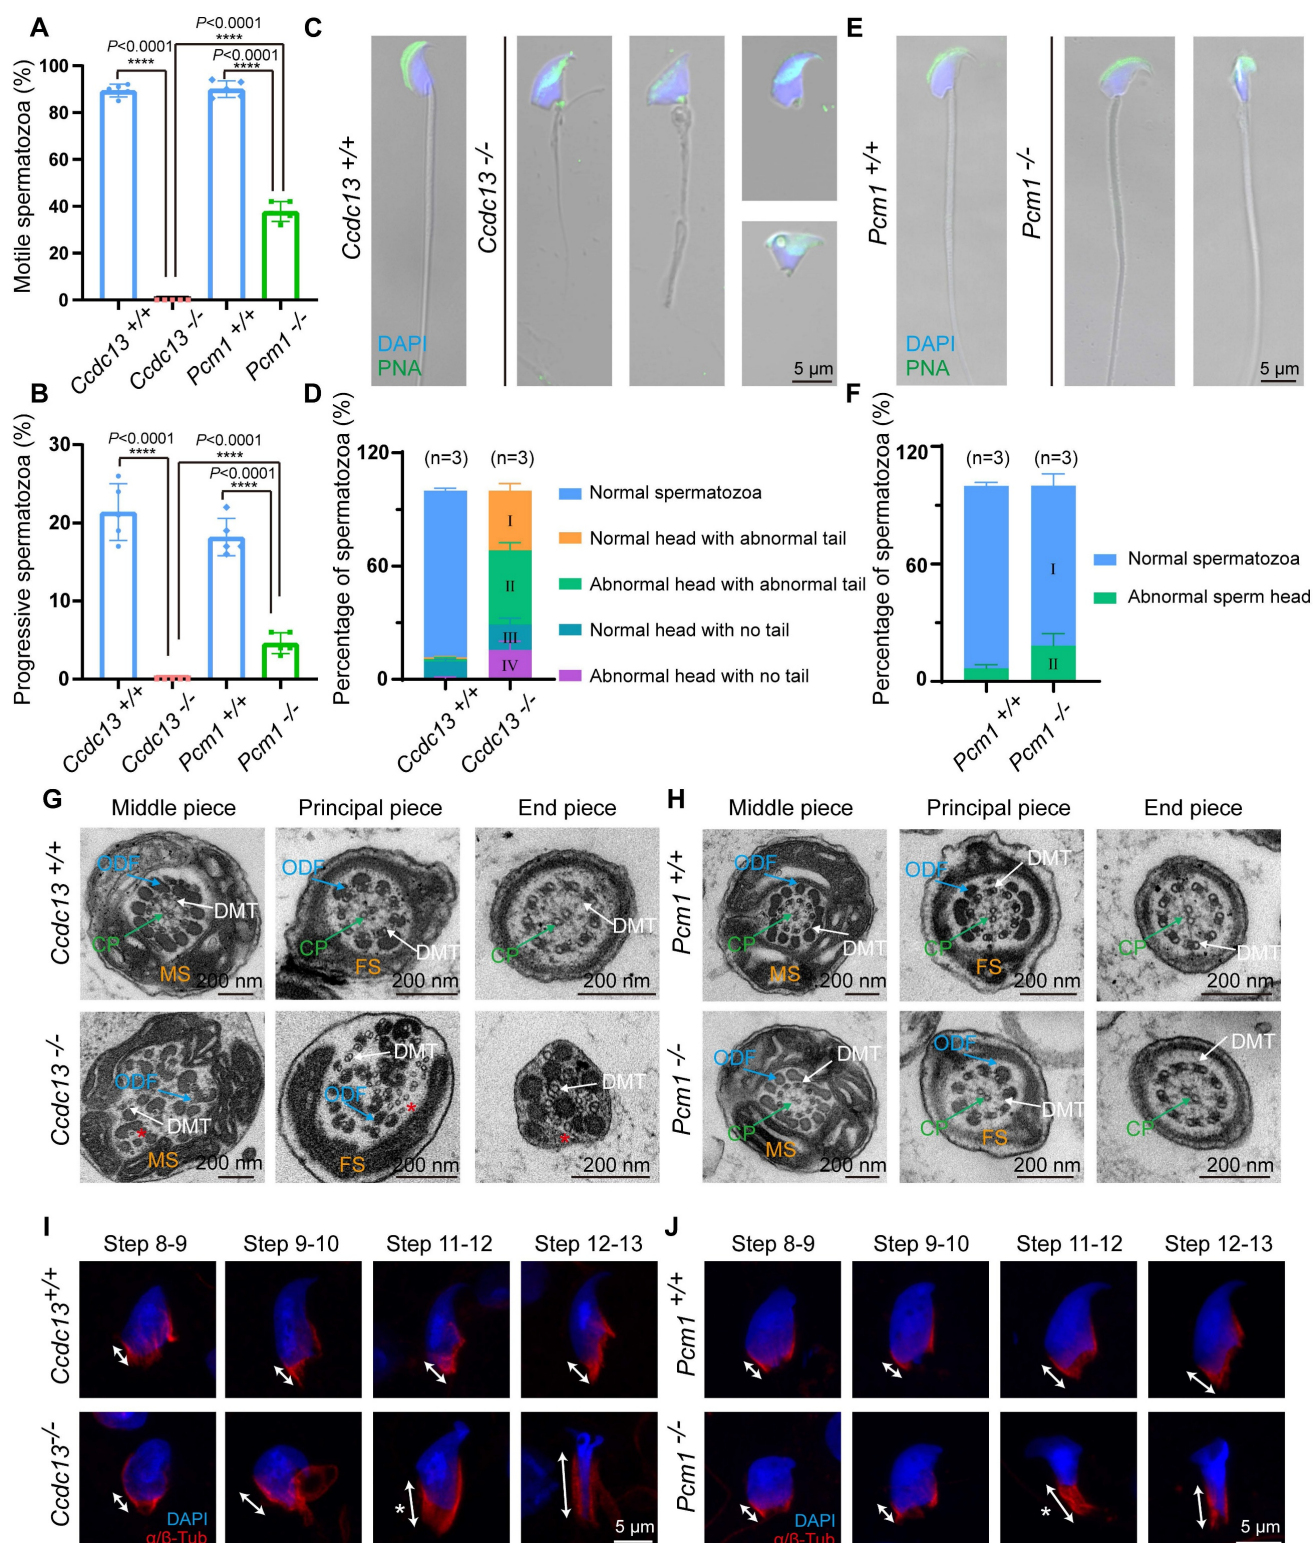 A
P<0.0001
****
P<0.0001
****
P<0.0001
****
Motile spermatozoa (%)
100
80
60
40
20
0
Ccdc13 +/+
Ccdc13 -/-
Pcm1 +/+
Pcm1 -/-
B
P<0.0001
****
P<0.0001
****
P<0.0001
****
Progressive spermatozoa (%)
30
20
10
0
Ccdc13 +/+
Ccdc13 -/-
Pcm1 +/+
Pcm1 -/-
C
Ccdc13 +/+
Ccdc13 -/-
DAPI
PNA
5 µm
D
Percentage of spermatozoa (%)
120
60
0
(n=3)
(n=3)
I
II
III
IV
Ccdc13 +/+
Ccdc13 -/-
Normal spermatozoa
Normal head with abnormal tail
Abnormal head with abnormal tail
Normal head with no tail
Abnormal head with no tail
E
Pcm1 +/+
Pcm1 -/-
DAPI
PNA
5 µm
F
Percentage of spermatozoa (%)
120
60
0
(n=3)
(n=3)
I
II
Pcm1 +/+
Pcm1 -/-
Normal spermatozoa
Abnormal sperm head
G
Middle piece
Principal piece
End piece
Ccdc13 +/+
ODF
DMT
CP
MS
200 nm
ODF
DMT
CP
FS
200 nm
DMT
CP
200 nm
Ccdc13 -/-
ODF
DMT
*
MS
200 nm
DMT
ODF
*
FS
200 nm
DMT
*
200 nm
H
Middle piece
Principal piece
End piece
Pcm1 +/+
ODF
DMT
CP
MS
200 nm
DMT
ODF
CP
FS
200 nm
CP
DMT
200 nm
Pcm1 -/-
ODF
DMT
CP
MS
200 nm
ODF
DMT
CP
FS
200 nm
DMT
CP
200 nm
I
Step 8-9
Step 9-10
Step 11-12
Step 12-13
Ccdc13+/+
Ccdc13-/-
DAPI
α/ß-Tub
*
5 µm
J
Step 8-9
Step 9-10
Step 11-12
Step 12-13
Pcm1 +/+
Pcm1 -/-
DAPI
α/ß-Tub
*
5 µm